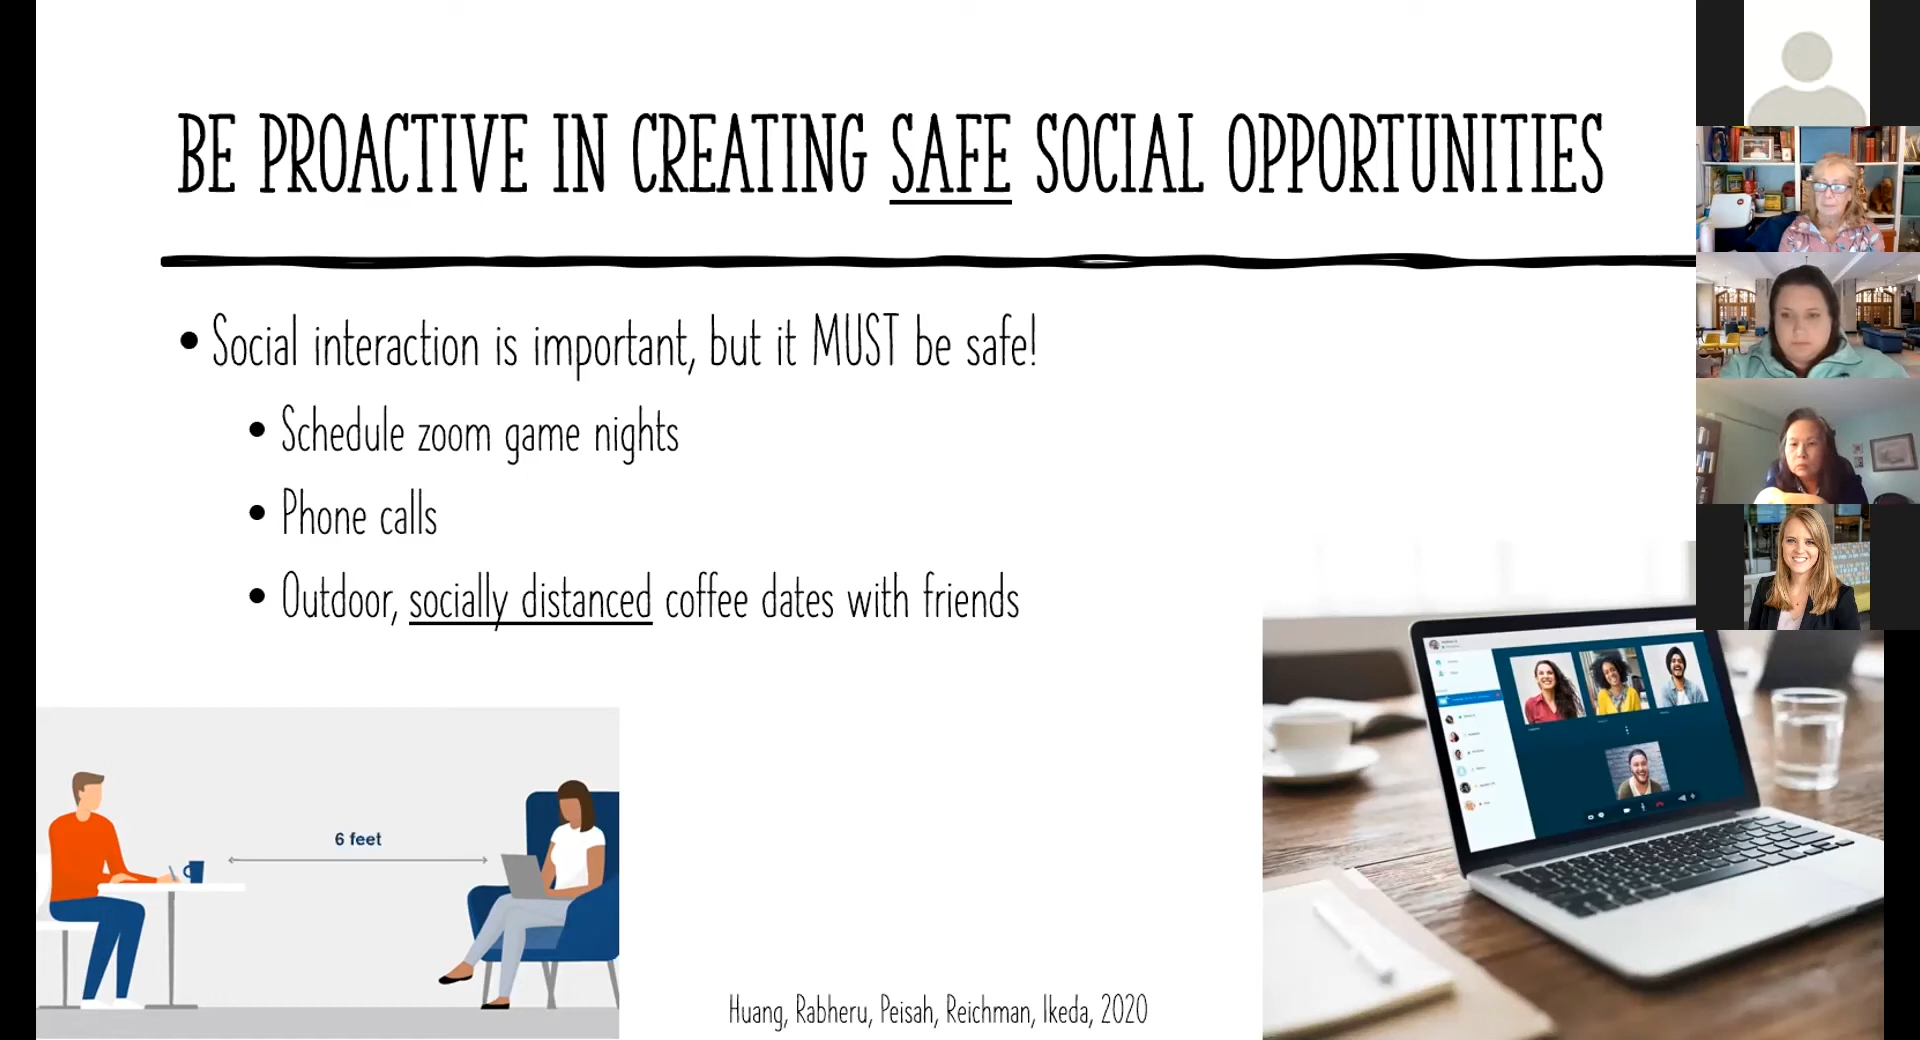 BE PROACTIVE IN CREATING SAFE SOCIAL OPPORTUNITIES
• Social interaction is important, but it MUST be safe!
• Schedule zoom game nights
• Phone calls
• Outdoor, socially distanced coffee dates with friends
6 feet
Huang, Rabheru, Peisah, Reichman, Ikeda, 2020